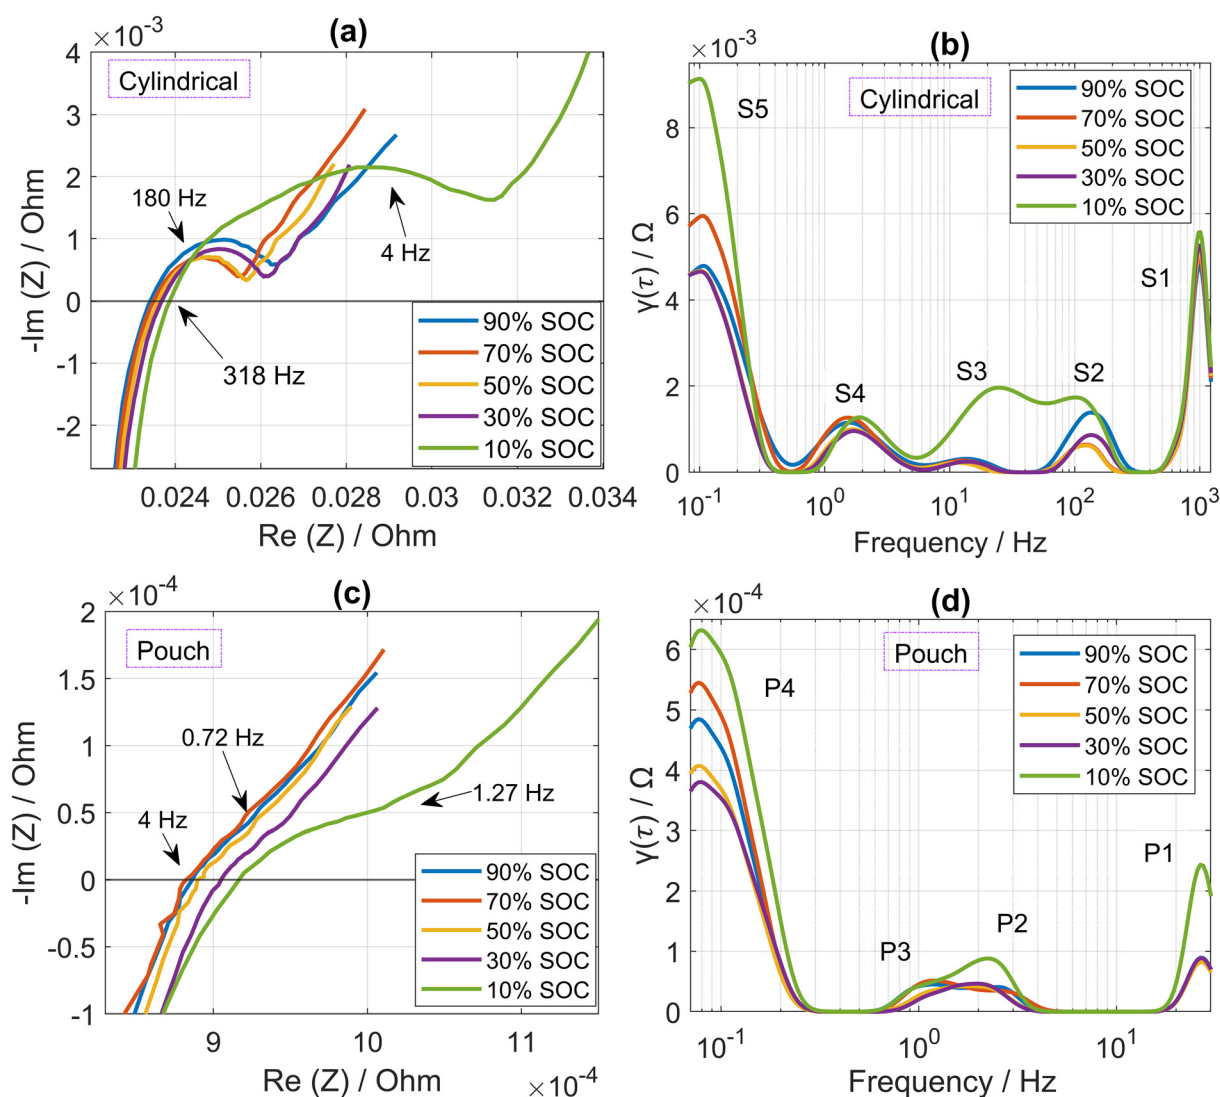 (a)
×10⁻³
Cylindrical
4
3
2
1
0
-1
-2
-Im (Z) / Ohm
180 Hz
4 Hz
318 Hz
90% SOC
70% SOC
50% SOC
30% SOC
10% SOC
0.024
0.026
0.028
0.03
0.032
0.034
Re (Z) / Ohm
(b)
×10⁻³
Cylindrical
8
6
4
2
0
γ(τ) / Ω
S5
S4
S3
S2
S1
90% SOC
70% SOC
50% SOC
30% SOC
10% SOC
10⁻¹
10⁰
10¹
10²
10³
Frequency / Hz
(c)
×10⁻⁴
Pouch
2
1.5
1
0.5
0
-0.5
-1
-Im (Z) / Ohm
0.72 Hz
4 Hz
1.27 Hz
90% SOC
70% SOC
50% SOC
30% SOC
10% SOC
9
10
11
Re (Z) / Ohm
×10⁻⁴
(d)
×10⁻⁴
Pouch
6
5
4
3
2
1
0
γ(τ) / Ω
P4
P3
P2
P1
90% SOC
70% SOC
50% SOC
30% SOC
10% SOC
10⁻¹
10⁰
10¹
Frequency / Hz